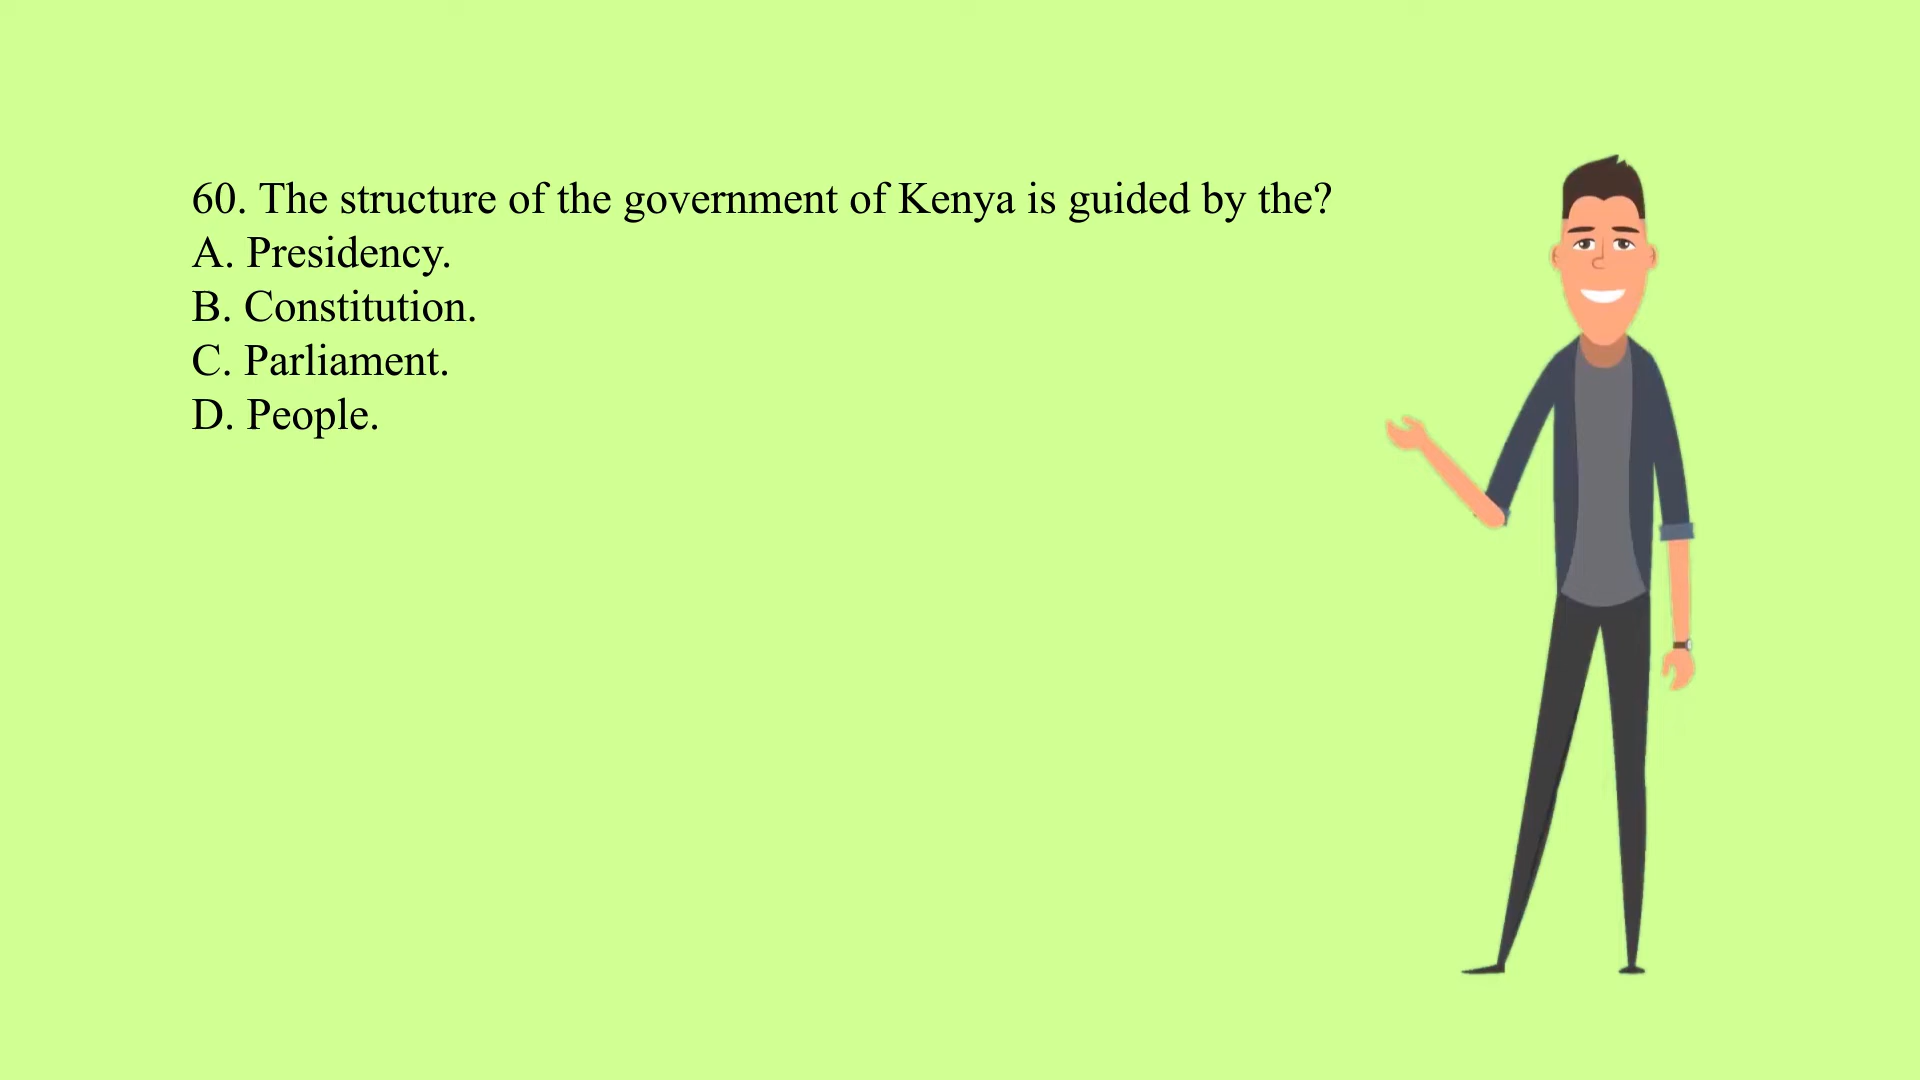 60. The structure of the government of Kenya is guided by the?
A. Presidency.
B. Constitution.
C. Parliament.
D. People.